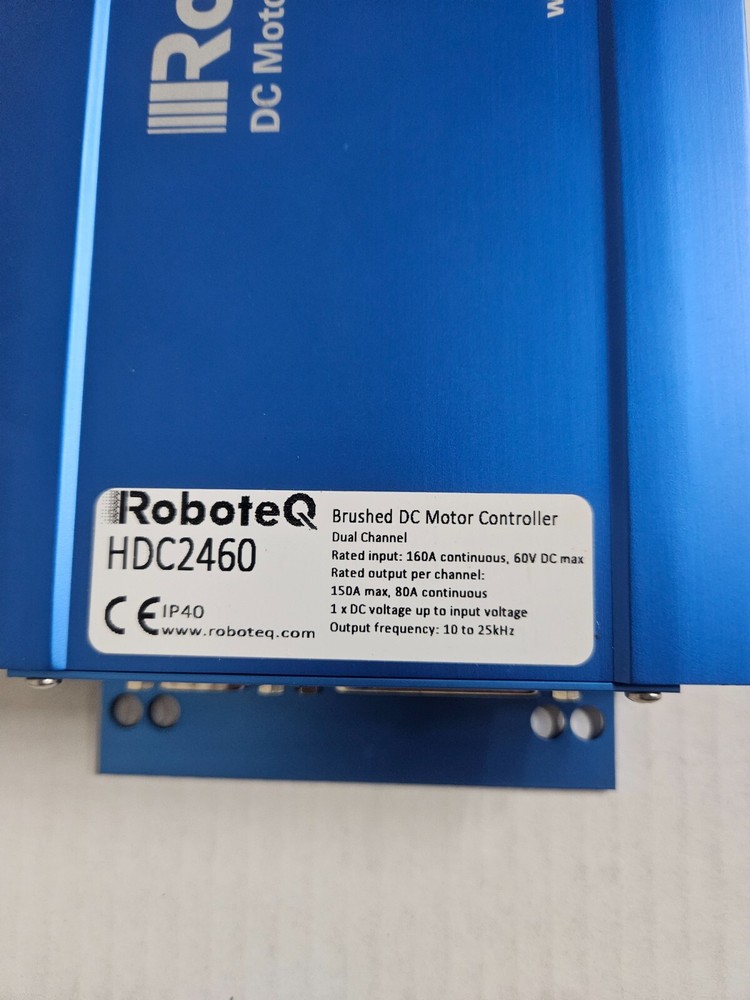 Ro
DC Moto
w
RoboteQ
HDC2460
CE IP40
www.roboteq.com
Brushed DC Motor Controller
Dual Channel
Rated input: 160A continuous, 60V DC max
Rated output per channel:
150A max, 80A continuous
1 x DC voltage up to input voltage
Output frequency: 10 to 25kHz